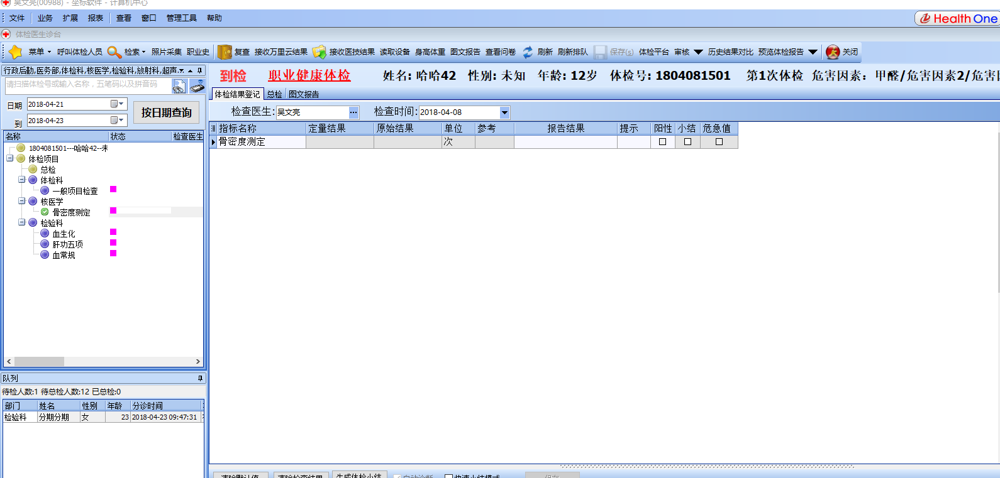 吴文亮(00988) - 坐标软件 - 计算机中心
文件 业务 扩展 报表 查看 窗口 管理工具 帮助
Health One
体检医生诊台
菜单 呼叫体检人员 检索 照片采集 职业史 复查 接收万里云结果 接收医技结果 读取设备 身高体重 图文报告 查看问卷 刷新 刷新排队 保存(s) 体检平台 审核 历史结果对比 预览体检报告 关闭
行政后勤,医务部,体检科,核医学,检验科,放射科,超声
请扫描体检号或输入名称，五笔码以及拼音码
日期 2018-04-21
到 2018-04-23
按日期查询
名称 状态 检查医生
1804081501---哈哈42--未
体检项目
总检
体检科
一般项目检查
核医学
骨密度测定
检验科
血生化
肝功五项
血常规
队列
待检人数:1 待总检人数:12 已总检:0
部门 姓名 性别 年龄 分诊时间
检验科 分期分期 女 23 2018-04-23 09:47:31
到检 职业健康体检 姓名: 哈哈42 性别: 未知 年龄: 12岁 体检号: 1804081501 第1次体检 危害因素: 甲醛/危害因素2/危害
体检结果登记 总检 图文报告
检查医生: 吴文亮 检查时间: 2018-04-08
指标名称 定量结果 原始结果 单位 参考 报告结果 提示 阳性 小结 危急值
骨密度测定 次
清除默认值 清除检查结果 生成体检小结 自动诊断 快速小结模式 保存